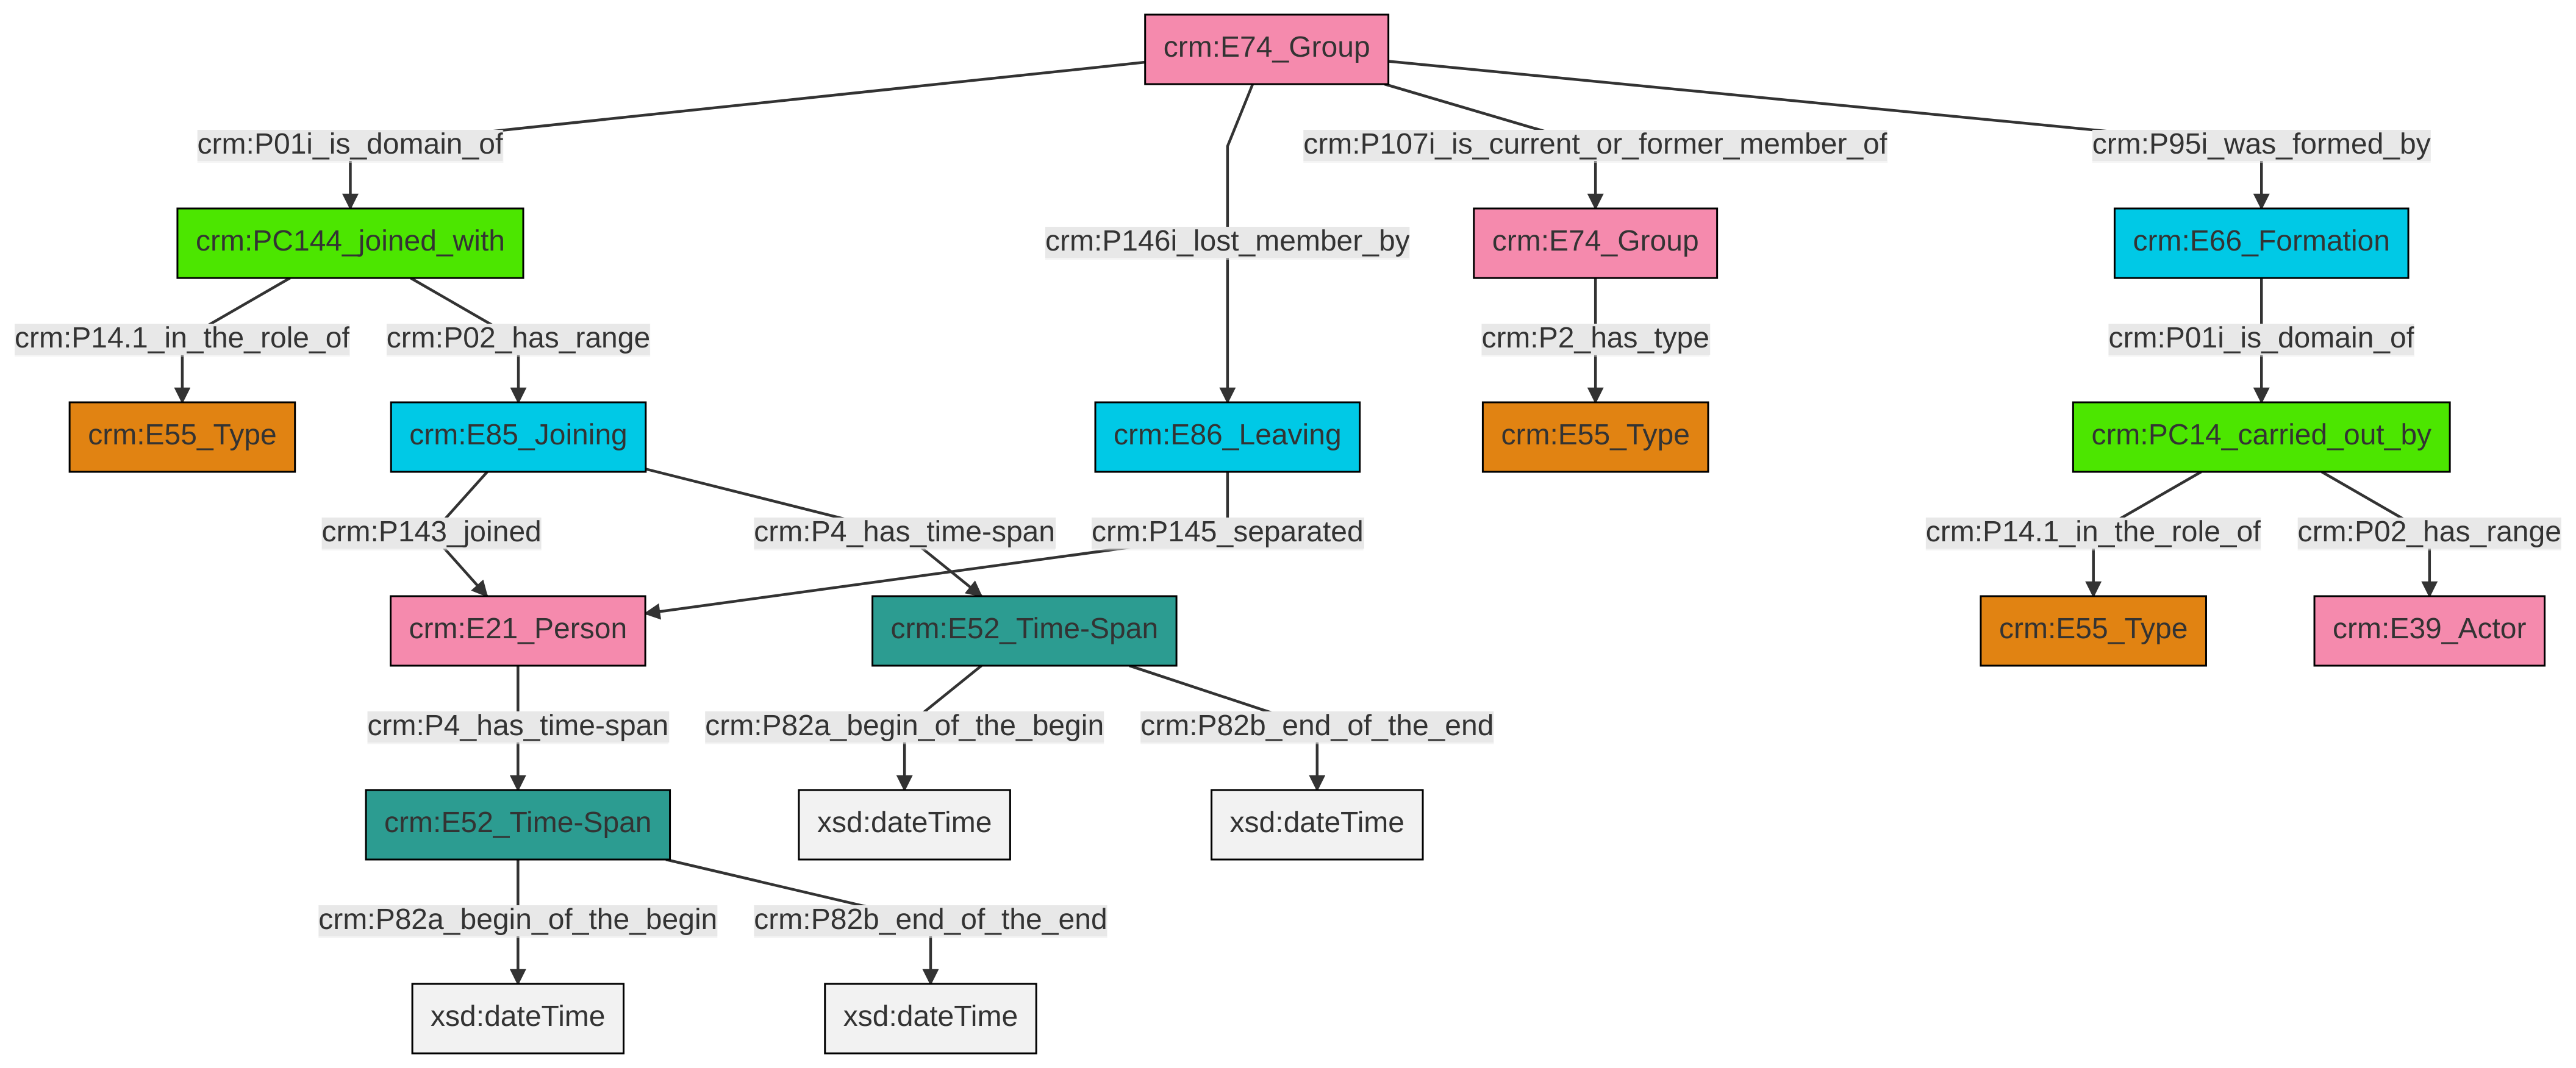 crm:E74_Group
crm:P01i_is_domain_of
crm:P107i_is_current_or_former_member_of
crm:P95i_was_formed_by
crm:PC144_joined_with
crm:P146i_lost_member_by
crm:E74_Group
crm:E66_Formation
crm:P14.1_in_the_role_of
crm:P02_has_range
crm:P2_has_type
crm:P01i_is_domain_of
crm:E55_Type
crm:E85_Joining
crm:E86_Leaving
crm:E55_Type
crm:PC14_carried_out_by
crm:P143_joined
crm:P4_has_time-span
crm:P145_separated
crm:P14.1_in_the_role_of
crm:P02_has_range
crm:E21_Person
crm:E52_Time-Span
crm:E55_Type
crm:E39_Actor
crm:P4_has_time-span
crm:P82a_begin_of_the_begin
crm:P82b_end_of_the_end
crm:E52_Time-Span
xsd:dateTime
xsd:dateTime
crm:P82a_begin_of_the_begin
crm:P82b_end_of_the_end
xsd:dateTime
xsd:dateTime